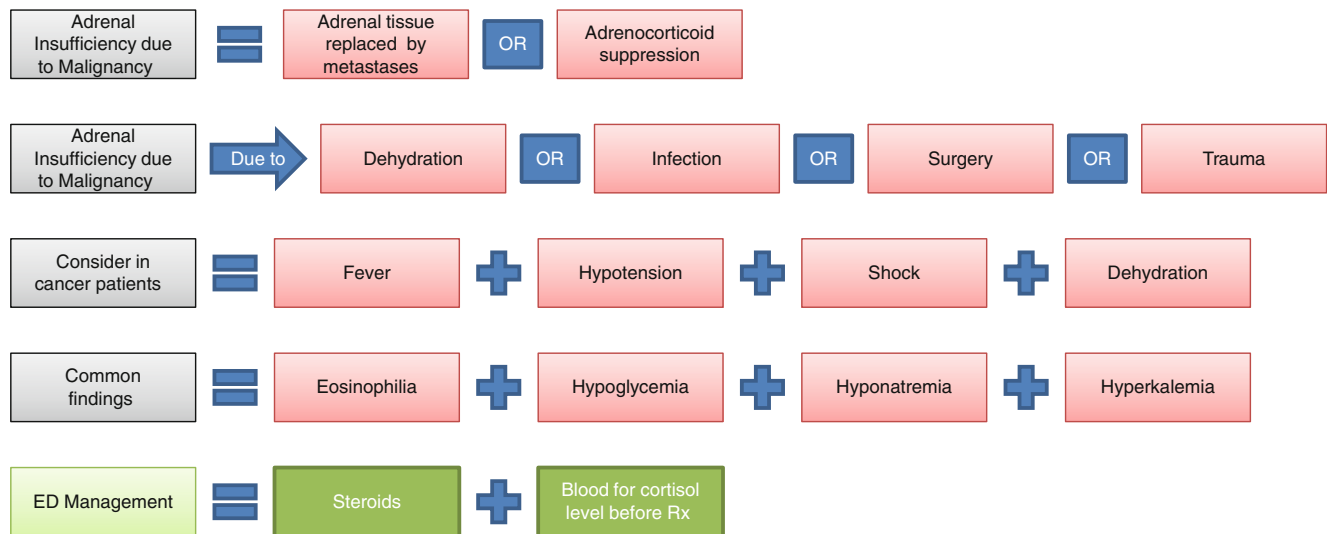 Adrenal
Insufficiency due
to Malignancy
Adrenal tissue
replaced by
metastases
OR
Adrenocorticoid
suppression
Adrenal
Insufficiency due
to Malignancy
Due to
Dehydration
OR
Infection
OR
Surgery
OR
Trauma
Consider in
cancer patients
Fever
Hypotension
Shock
Dehydration
Common
findings
Eosinophilia
Hypoglycemia
Hyponatremia
Hyperkalemia
ED Management
Steroids
Blood for cortisol
level before Rx